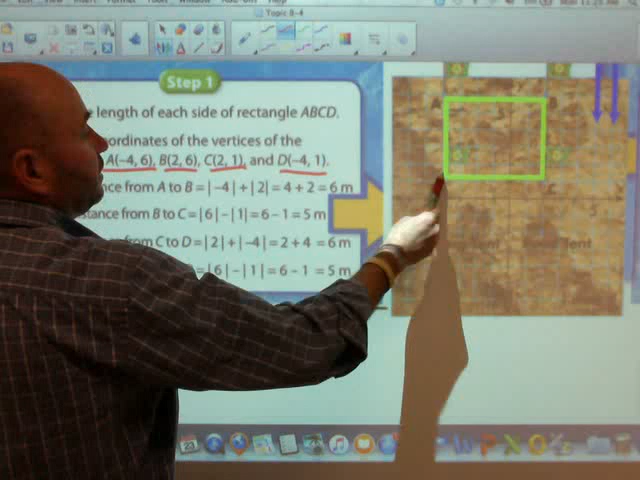 Topic 8-4
Step 1
length of each side of rectangle ABCD.
oordinates of the vertices of the
A(−4, 6), B(2, 6), C(2, 1), and D(−4, 1).
nce from A to B = |−4| + |2| = 4 + 2 = 6 m
stance from B to C = |6| − |1| = 6 − 1 = 5 m
from C to D = |2| + |−4| = 2 + 4 = 6 m
= |6| − |1| = 6 − 1 = 5 m